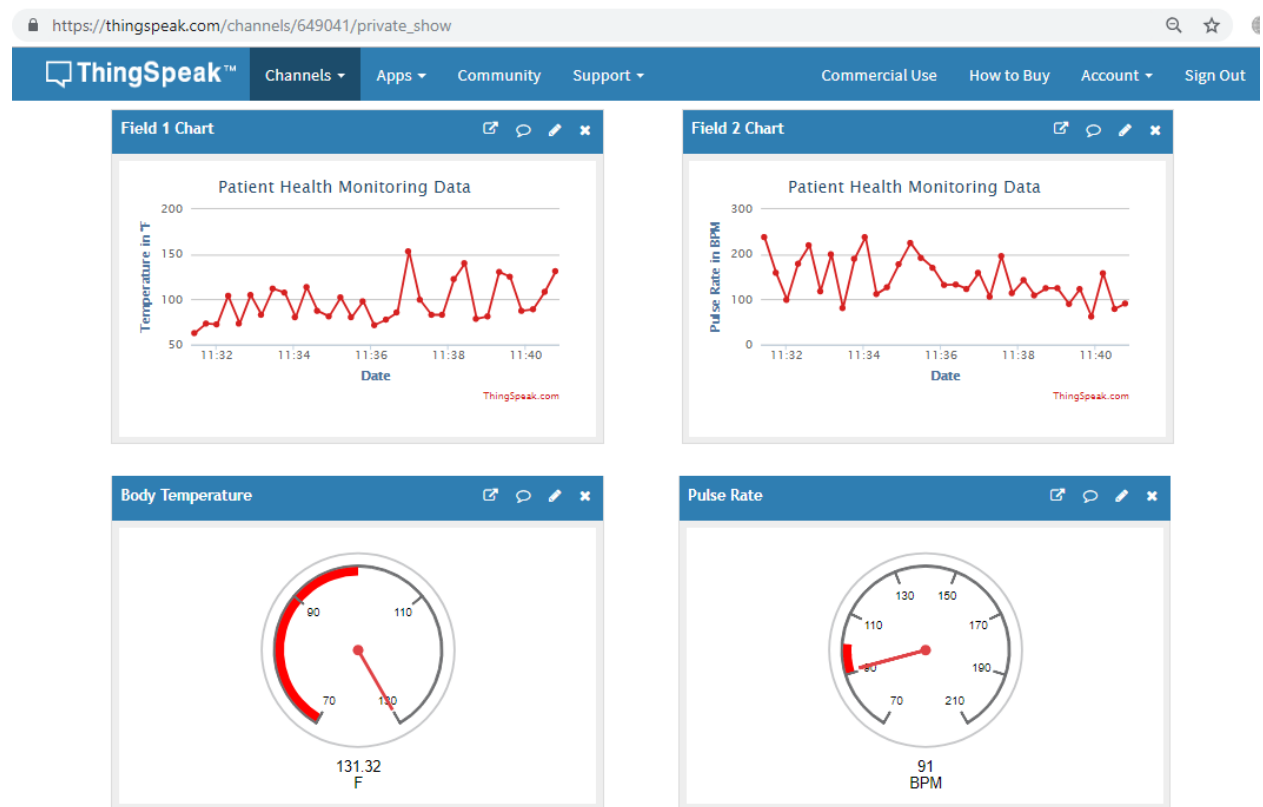 https://thingspeak.com/channels/649041/private_show
ThingSpeak™ Channels Apps Community Support Commercial Use How to Buy Account Sign Out
Field 1 Chart
Patient Health Monitoring Data
Temperature in °F
200
150
100
50
11:32 11:34 11:36 11:38 11:40
Date
ThingSpeak.com
Field 2 Chart
Patient Health Monitoring Data
Pulse Rate in BPM
300
200
100
0
11:32 11:34 11:36 11:38 11:40
Date
ThingSpeak.com
Body Temperature
90 110
70 130
131.32
F
Pulse Rate
130 150
110 170
90 190
70 210
91
BPM